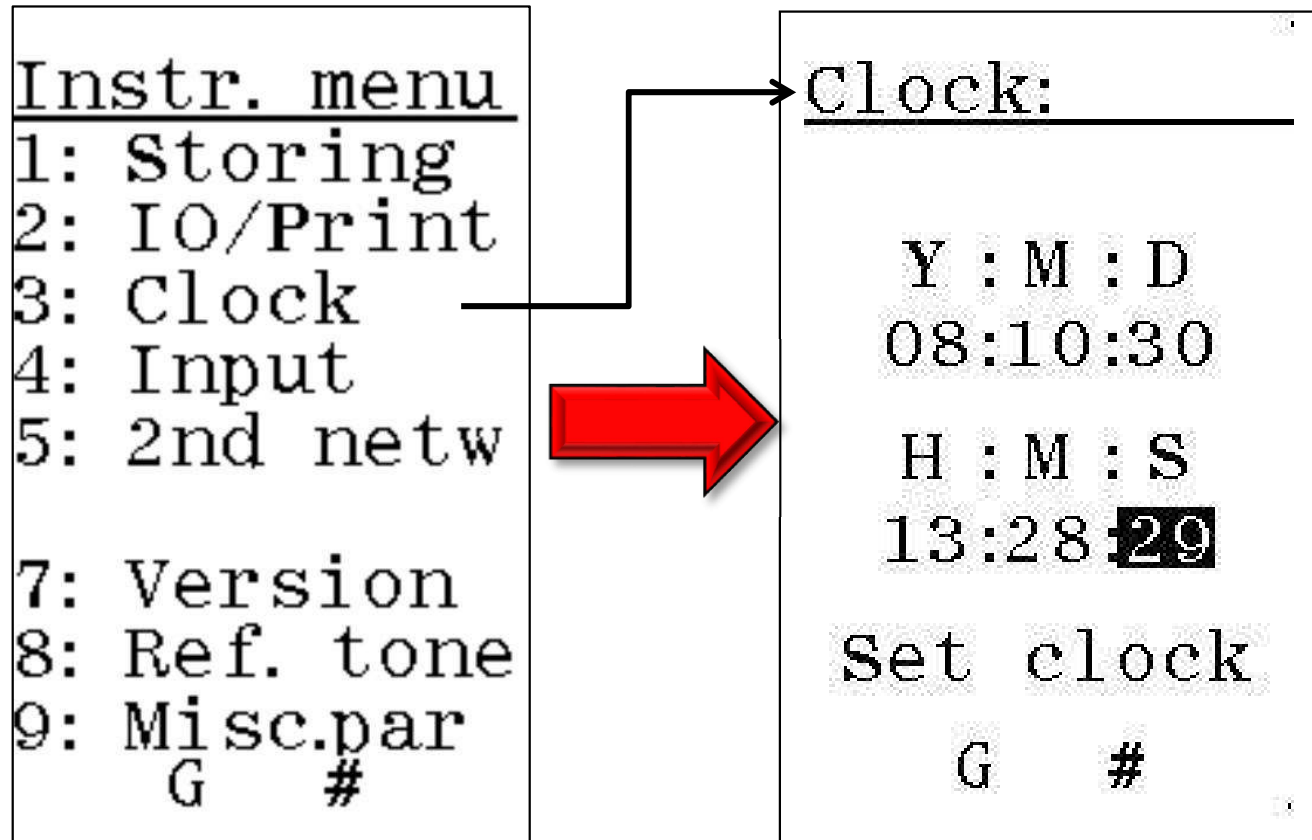 Instr. menu
1: Storing
2: IO/Print
3: Clock
4: Input
5: 2nd netw
7: Version
8: Ref. tone
9: Misc.par
G #
Clock:
Y :M :D
08:10:30
H :M :S
13:28:29
Set clock
G #